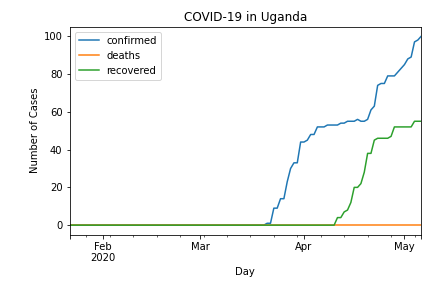 COVID-19 in Uganda
confirmed
deaths
recovered
Number of Cases
100
80
60
40
20
0
Feb Mar Apr May
2020
Day